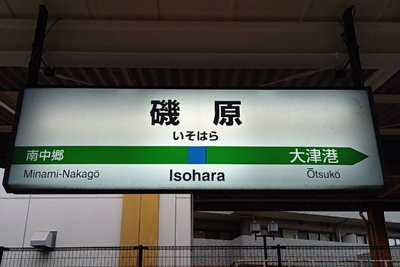 磯原
いそはら
南中郷 大津港
Minami-Nakagō Isohara Ōtsukō